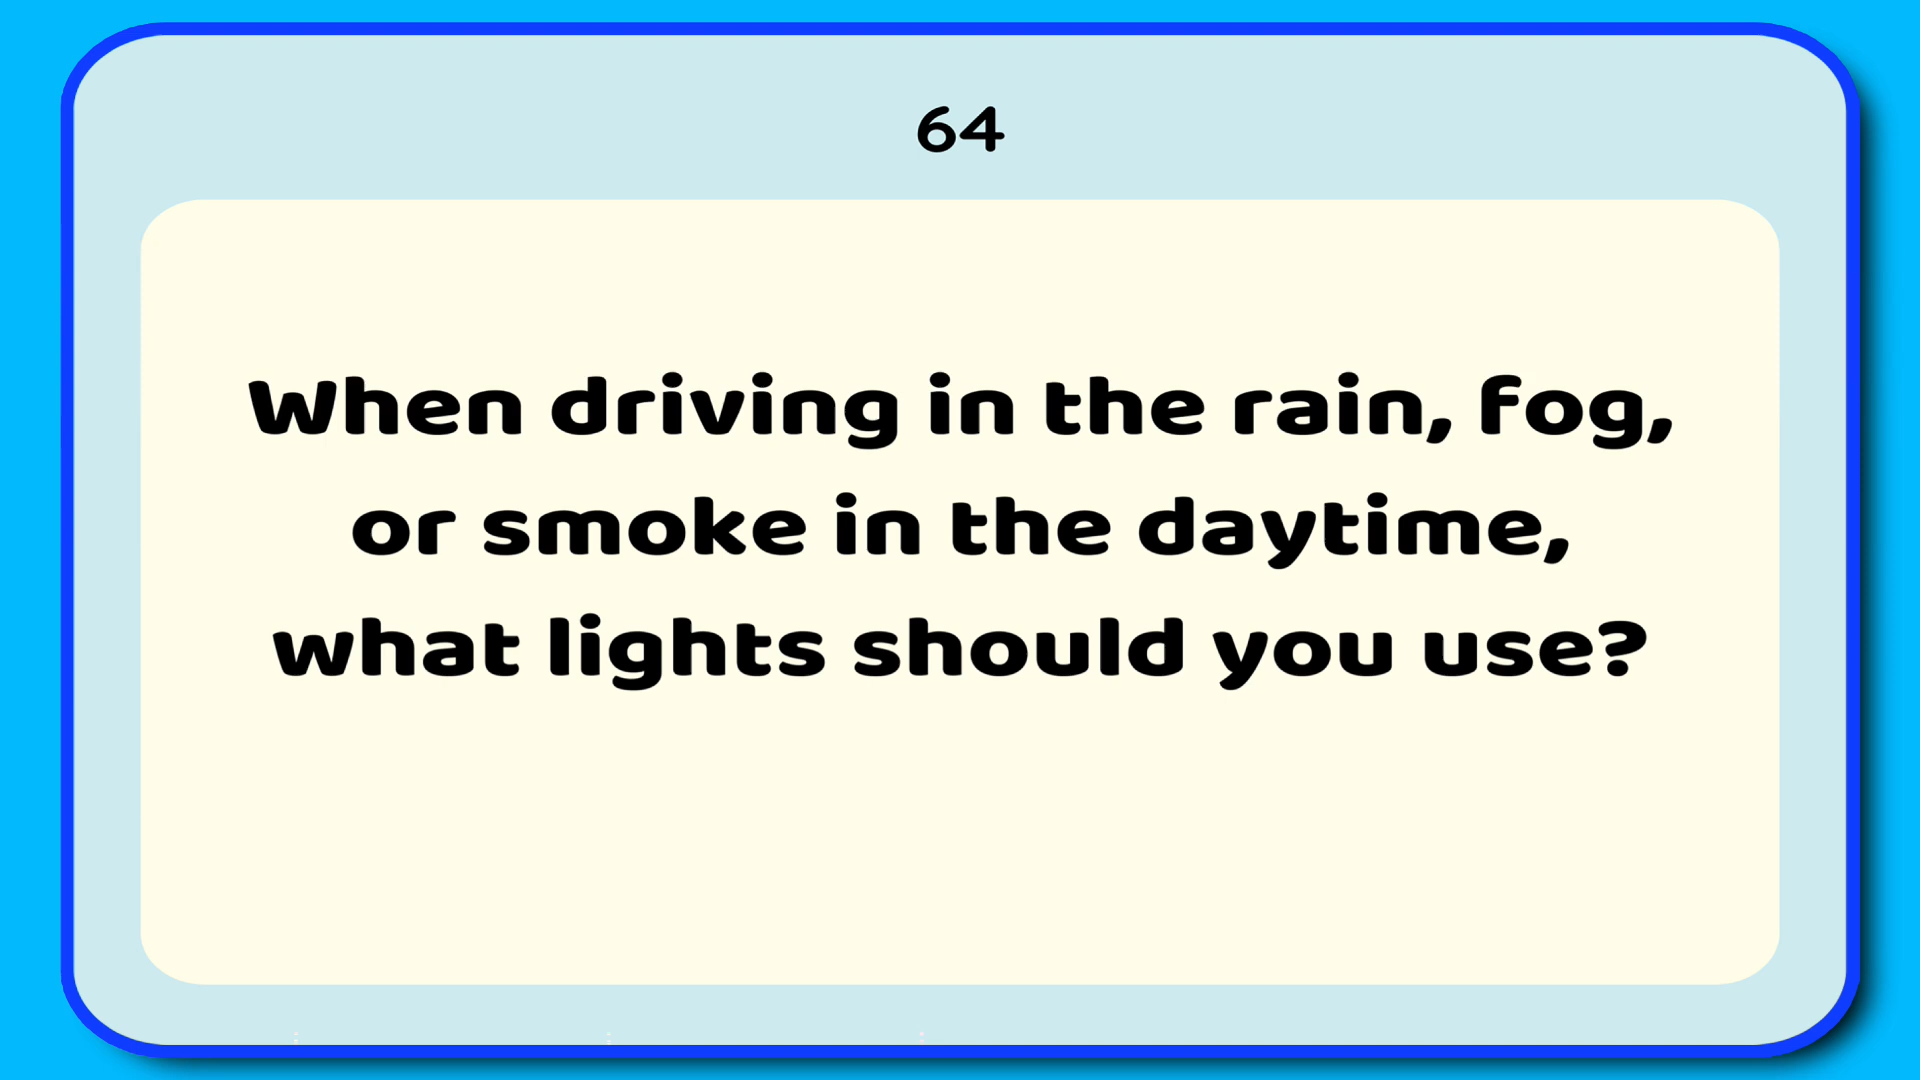 64
When driving in the rain, fog,
or smoke in the daytime,
what lights should you use?